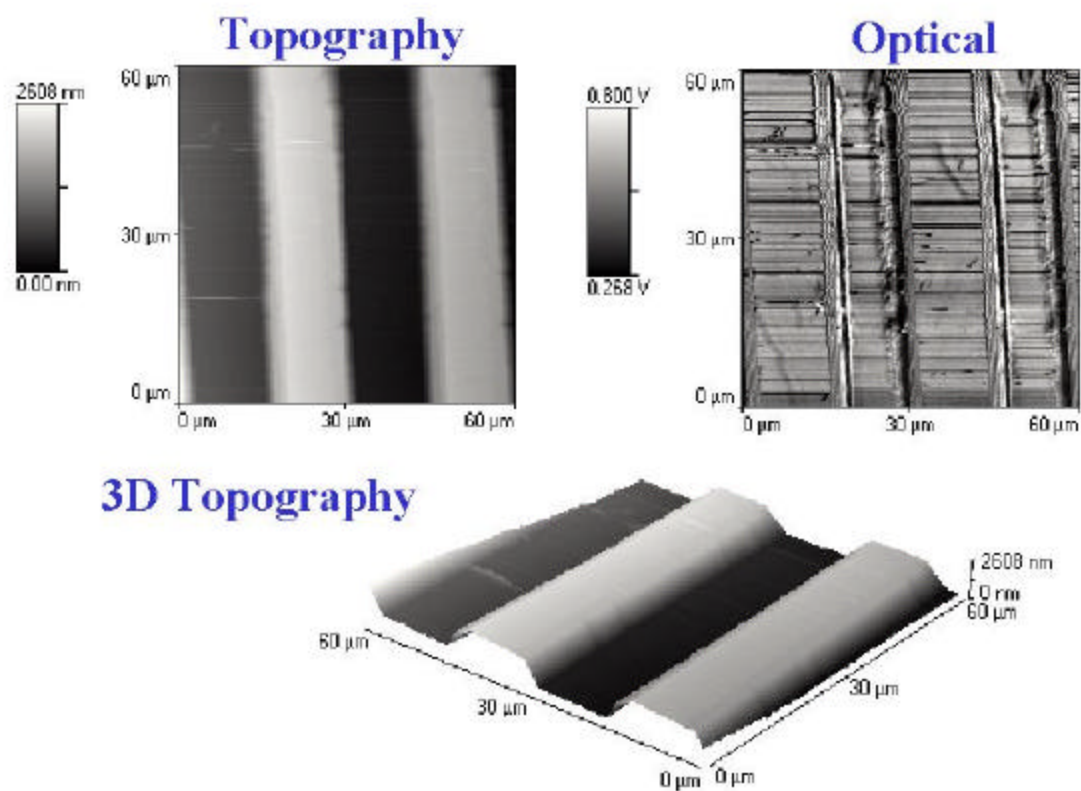 Topography
2608 nm
0.00 nm
60 µm
30 µm
0 µm
0 µm
30 µm
60 µm
Optical
0.800 V
0.268 V
60 µm
30 µm
0 µm
0 µm
30 µm
60 µm
3D Topography
2608 nm
0 nm
60 µm
60 µm
30 µm
30 µm
0 µm
0 µm